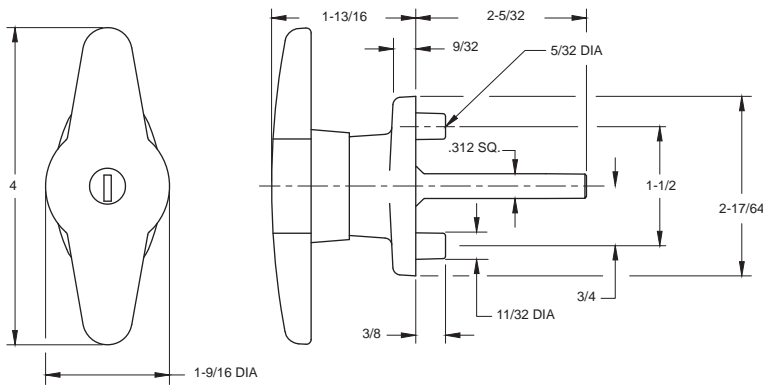 1-13/16
2-5/32
9/32
5/32 DIA
.312 SQ.
4
1-1/2
2-17/64
3/4
11/32 DIA
3/8
1-9/16 DIA